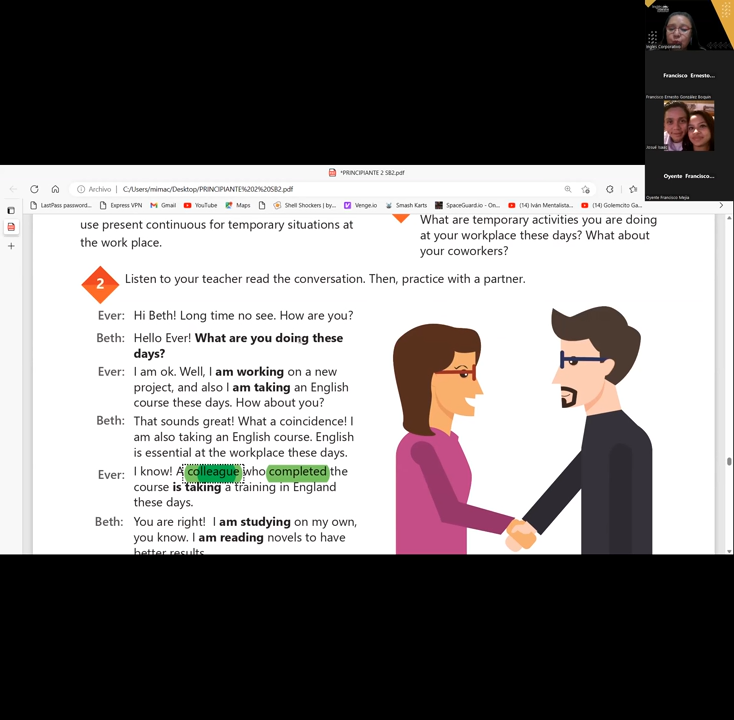 Inglés Corporativo
Francisco Ernesto...
Francisco Ernesto González Boquin
Josué Isaac
Oyente Francisco...
Oyente Francisco Mejia
*PRINCIPIANTE 2 SB2.pdf
Archivo C:/Users/mimac/Desktop/PRINCIPIANTE%202%20SB2.pdf
LastPass password... Express VPN Gmail YouTube Maps Shell Shockers | by... Venge.io Smash Karts SpaceGuard.io - On... (14) Iván Mentalista... (14) Golemcito Ga...
use present continuous for temporary situations at
the work place.
What are temporary activities you are doing
at your workplace these days? What about
your coworkers?
2 Listen to your teacher read the conversation. Then, practice with a partner.
Ever: Hi Beth! Long time no see. How are you?
Beth: Hello Ever! What are you doing these
days?
Ever: I am ok. Well, I am working on a new
project, and also I am taking an English
course these days. How about you?
Beth: That sounds great! What a coincidence! I
am also taking an English course. English
is essential at the workplace these days.
Ever: I know! A colleague who completed the
course is taking a training in England
these days.
Beth: You are right! I am studying on my own,
you know. I am reading novels to have
better results.